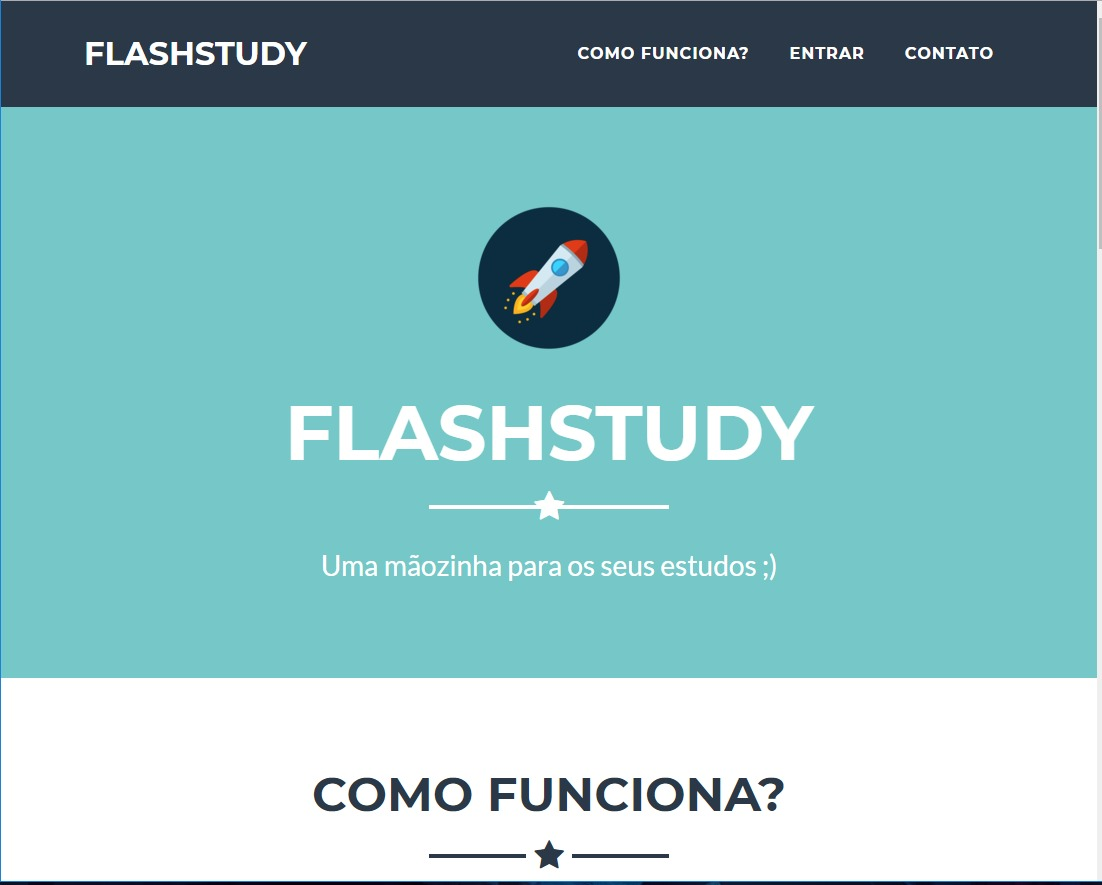 FLASHSTUDY
COMO FUNCIONA? ENTRAR CONTATO
FLASHSTUDY
Uma mãozinha para os seus estudos ;)
COMO FUNCIONA?